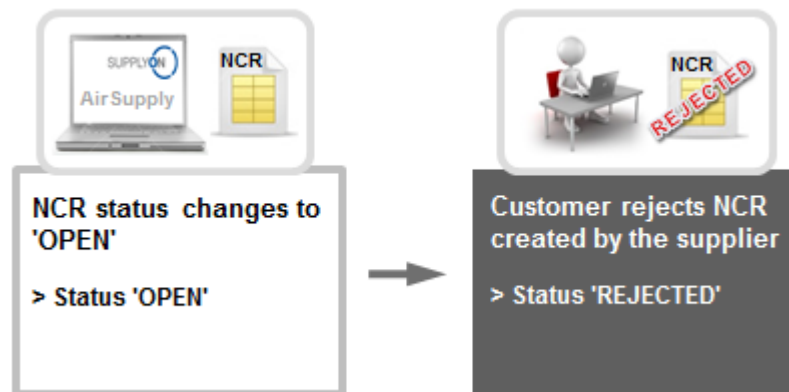 SUPPLYON
AirSupply
NCR
NCR
REJECTED
NCR status changes to
'OPEN'
> Status 'OPEN'
Customer rejects NCR
created by the supplier
> Status 'REJECTED'